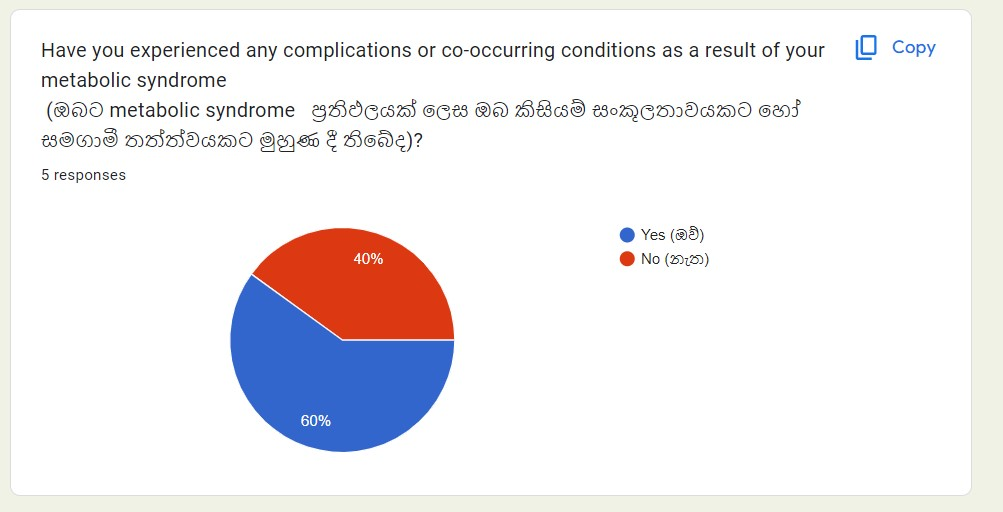 Have you experienced any complications or co-occurring conditions as a result of your
Copy
metabolic syndrome
(ඔබට metabolic syndrome ප්‍රතිඵලයක් ලෙස ඔබ කිසියම් සංකූලතාවයකට හෝ
සමගාමී තත්ත්වයකට මුහුණ දී තිබේද)?
5 responses
Yes (ඔව්)
No (නැත)
40%
60%